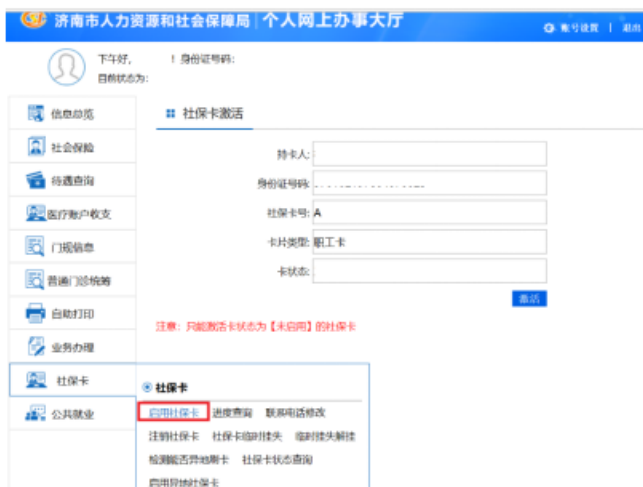 济南市人力资源和社会保障局 | 个人网上办事大厅
账号设置 | 退出
下午好, ! 身份证号码:
目前状态为:
信息总览
社会保险
待遇查询
医疗账户收支
门规信息
普通门诊统筹
自助打印
业务办理
社保卡
公共就业
社保卡激活
持卡人:
身份证号码:
社保卡号: A
卡片类型: 职工卡
卡状态:
激活
注意: 只能激活卡状态为【未启用】的社保卡
社保卡
启用社保卡 进度查询 联系电话修改
注销社保卡 社保卡临时挂失 临时挂失解挂
检测能否异地刷卡 社保卡状态查询
启用异地社保卡